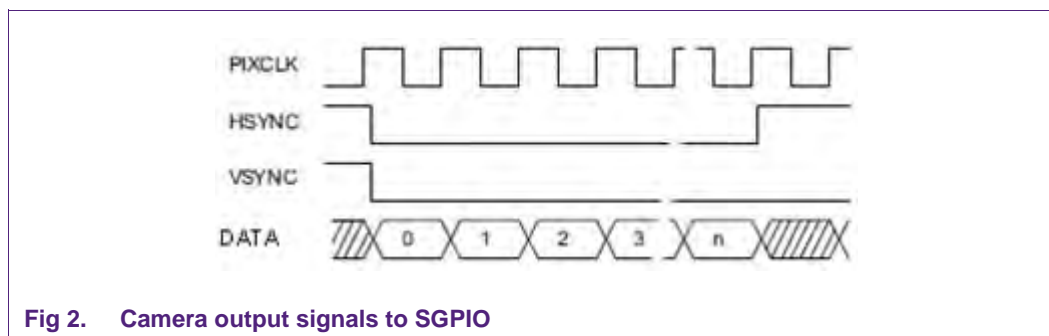 PIXCLK
HSYNC
VSYNC
DATA 0 1 2 3 n
Fig 2. Camera output signals to SGPIO